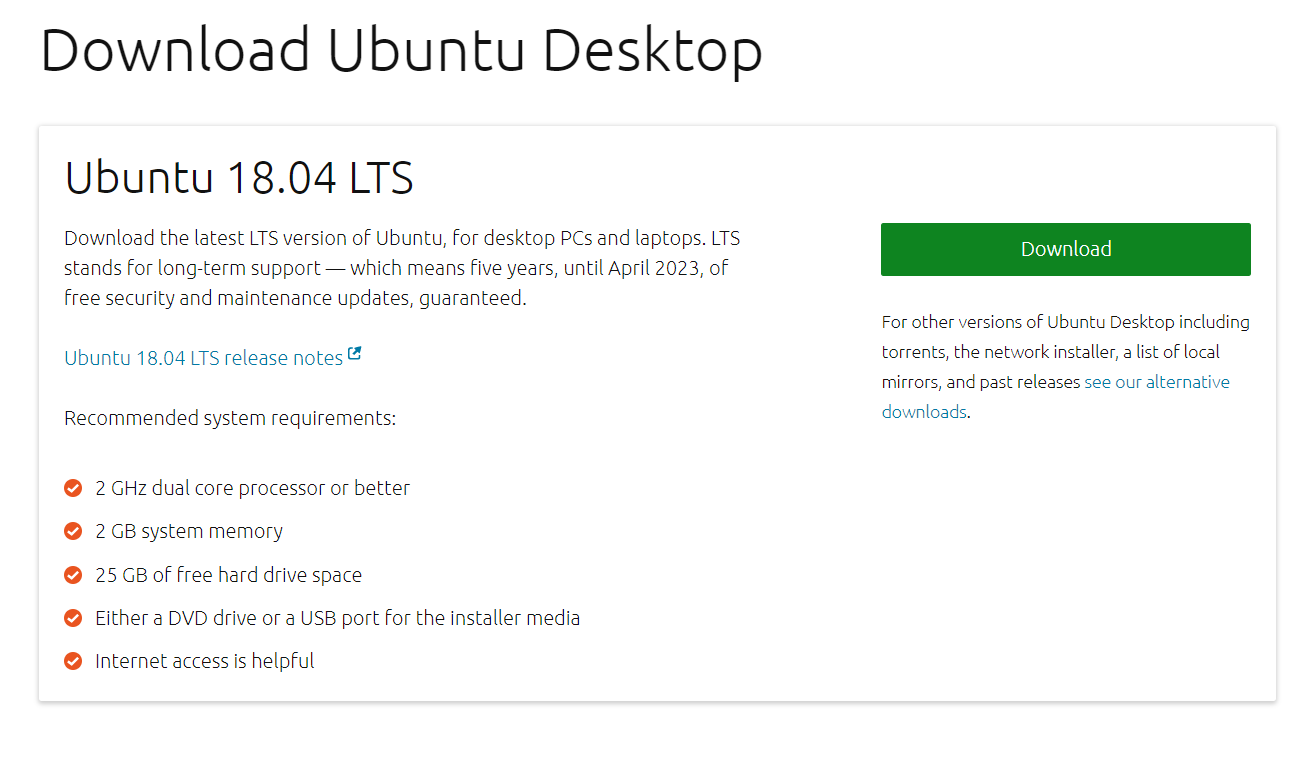 Download Ubuntu Desktop
Ubuntu 18.04 LTS
Download the latest LTS version of Ubuntu, for desktop PCs and laptops. LTS
stands for long-term support — which means five years, until April 2023, of
free security and maintenance updates, guaranteed.
Ubuntu 18.04 LTS release notes
Recommended system requirements:
2 GHz dual core processor or better
2 GB system memory
25 GB of free hard drive space
Either a DVD drive or a USB port for the installer media
Internet access is helpful
Download
For other versions of Ubuntu Desktop including
torrents, the network installer, a list of local
mirrors, and past releases see our alternative
downloads.